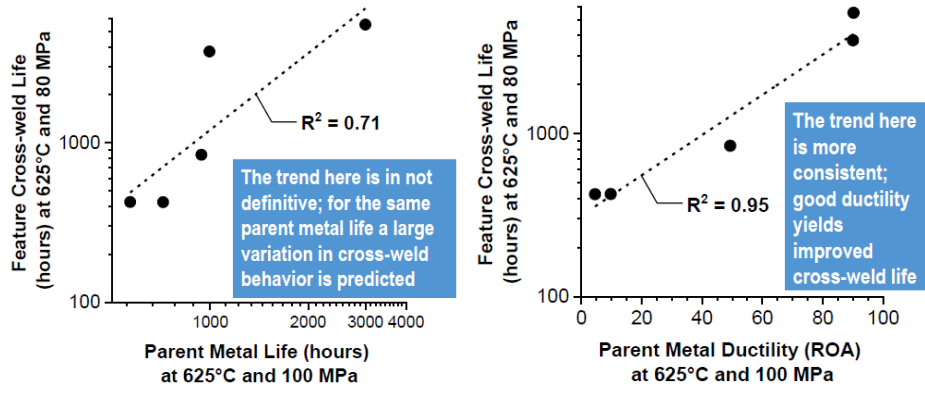 Feature Cross-weld Life
(hours) at 625°C and 80 MPa
1000
100
R² = 0.71
The trend here is in not
definitive; for the same
parent metal life a large
variation in cross-weld
behavior is predicted
1000
2000
3000
4000
Parent Metal Life (hours)
at 625°C and 100 MPa
Feature Cross-weld Life
(hours) at 625°C and 80 MPa
1000
100
R² = 0.95
The trend here
is more
consistent;
good ductility
yields
improved
cross-weld life
0
20
40
60
80
100
Parent Metal Ductility (ROA)
at 625°C and 100 MPa